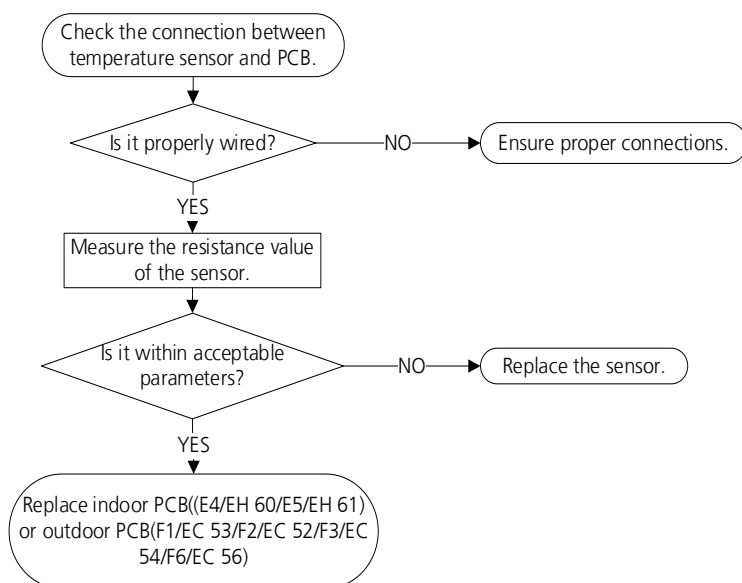 Check the connection between
temperature sensor and PCB.
Is it properly wired?
NO
Ensure proper connections.
YES
Measure the resistance value
of the sensor.
Is it within acceptable
parameters?
NO
Replace the sensor.
YES
Replace indoor PCB((E4/EH 60/E5/EH 61)
or outdoor PCB(F1/EC 53/F2/EC 52/F3/EC
54/F6/EC 56)